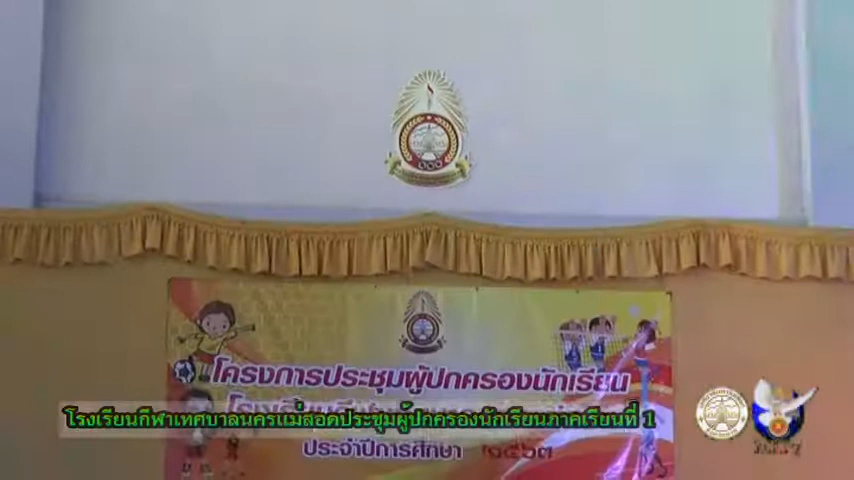 โครงการประชุมผู้ปกครองนักเรียน
โรงเรียนกีฬาเทศบาลนครแม่สอดประชุมผู้ปกครองนักเรียนภาคเรียนที่ 1
ประจำปีการศึกษา ๒๕๖๓